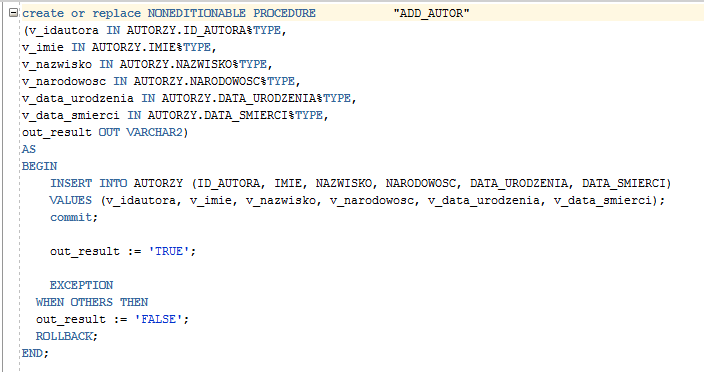 create or replace NONEDITIONABLE PROCEDURE "ADD_AUTOR"
(v_idautora IN AUTORZY.ID_AUTORA%TYPE,
v_imie IN AUTORZY.IMIE%TYPE,
v_nazwisko IN AUTORZY.NAZWISKO%TYPE,
v_narodowosc IN AUTORZY.NARODOWOSC%TYPE,
v_data_urodzenia IN AUTORZY.DATA_URODZENIA%TYPE,
v_data_smierci IN AUTORZY.DATA_SMIERCI%TYPE,
out_result OUT VARCHAR2)
AS
BEGIN
INSERT INTO AUTORZY (ID_AUTORA, IMIE, NAZWISKO, NARODOWOSC, DATA_URODZENIA, DATA_SMIERCI)
VALUES (v_idautora, v_imie, v_nazwisko, v_narodowosc, v_data_urodzenia, v_data_smierci);
commit;
out_result := 'TRUE';
EXCEPTION
WHEN OTHERS THEN
out_result := 'FALSE';
ROLLBACK;
END;